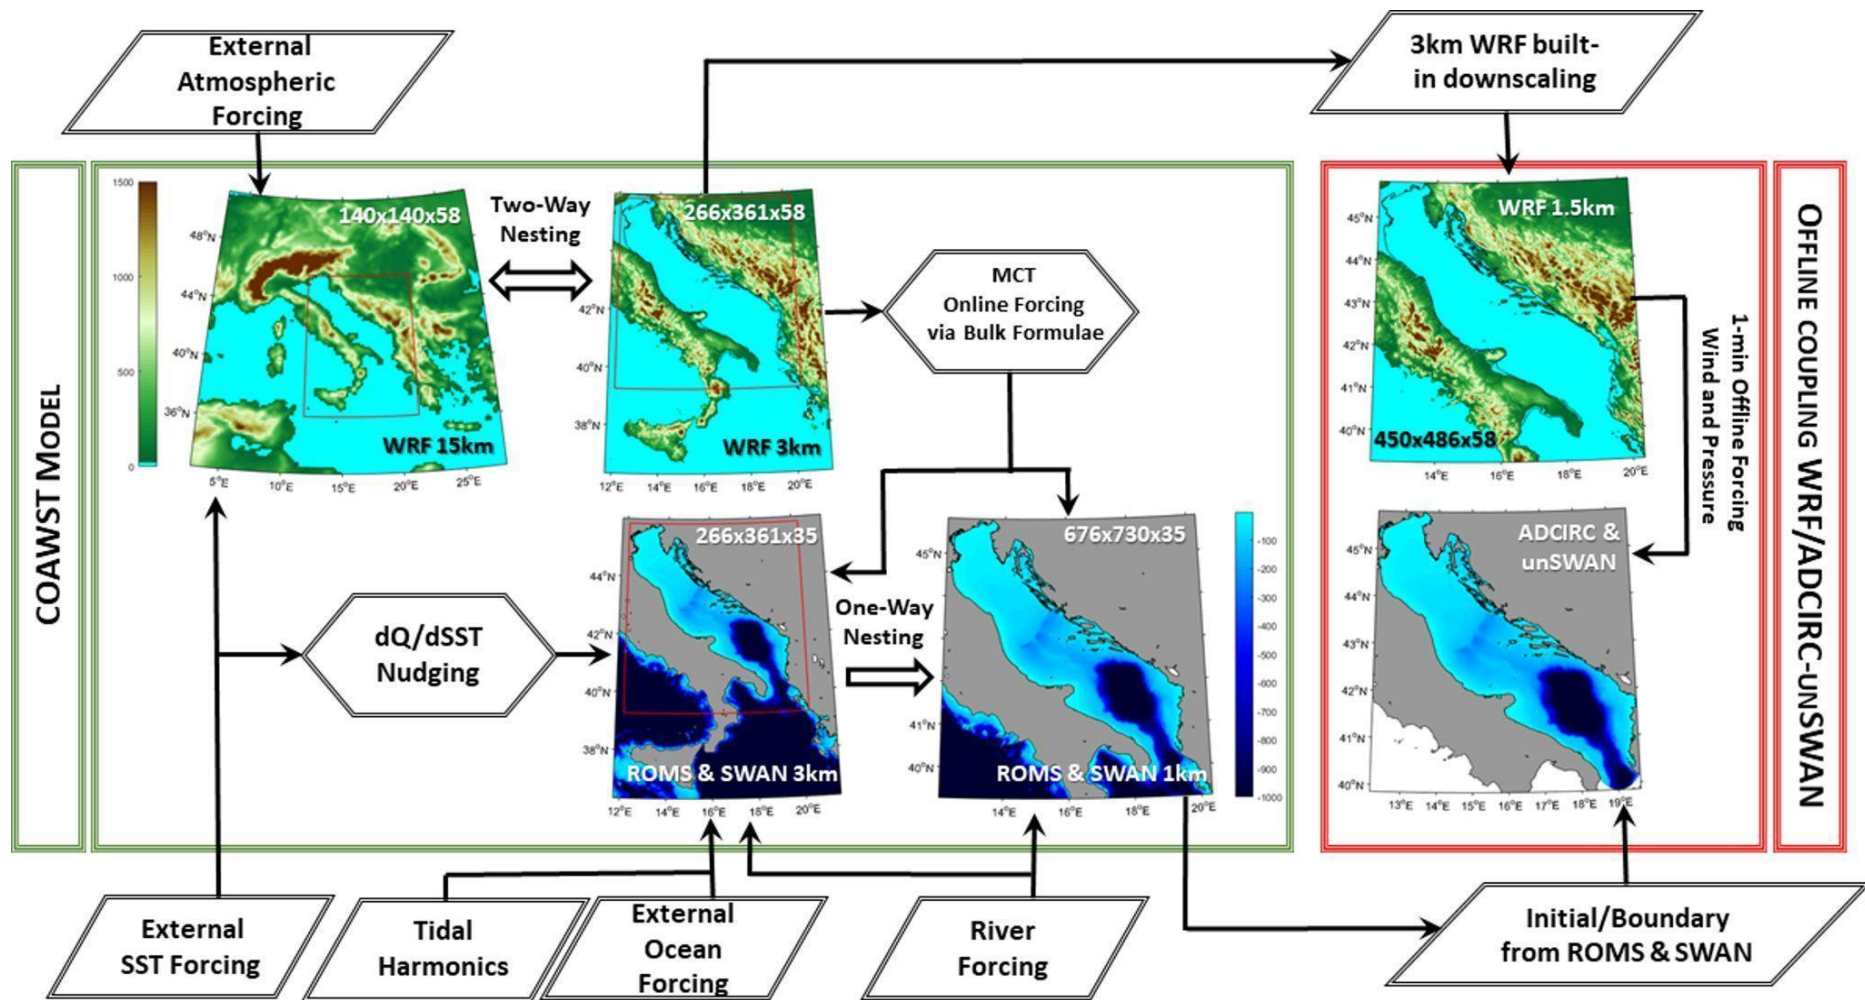 External
Atmospheric
Forcing
3km WRF built-
in downscaling
COAWST MODEL
1500
1000
500
0
140x140x58
48°N
44°N
40°N
36°N
WRF 15km
5°E
10°E
15°E
20°E
25°E
Two-Way
Nesting
266x361x58
42°N
40°N
38°N
WRF 3km
12°E
14°E
16°E
18°E
20°E
MCT
Online Forcing
via Bulk Formulae
WRF 1.5km
45°N
44°N
43°N
42°N
41°N
40°N
450x486x58
14°E
16°E
18°E
20°E
1-min Offline Forcing
Wind and Pressure
OFFLINE COUPLING WRF/ADCIRC-UNSWAN
dQ/dSST
Nudging
266x361x35
44°N
42°N
40°N
38°N
ROMS & SWAN 3km
12°E
14°E
16°E
18°E
20°E
One-Way
Nesting
676x730x35
45°N
44°N
43°N
42°N
41°N
40°N
ROMS & SWAN 1km
14°E
16°E
18°E
20°E
-100
-200
-300
-400
-500
-600
-700
-800
-900
-1000
ADCIRC &
unSWAN
45°N
44°N
43°N
42°N
41°N
40°N
13°E
14°E
15°E
16°E
17°E
18°E
19°E
External
SST Forcing
Tidal
Harmonics
External
Ocean
Forcing
River
Forcing
Initial/Boundary
from ROMS & SWAN